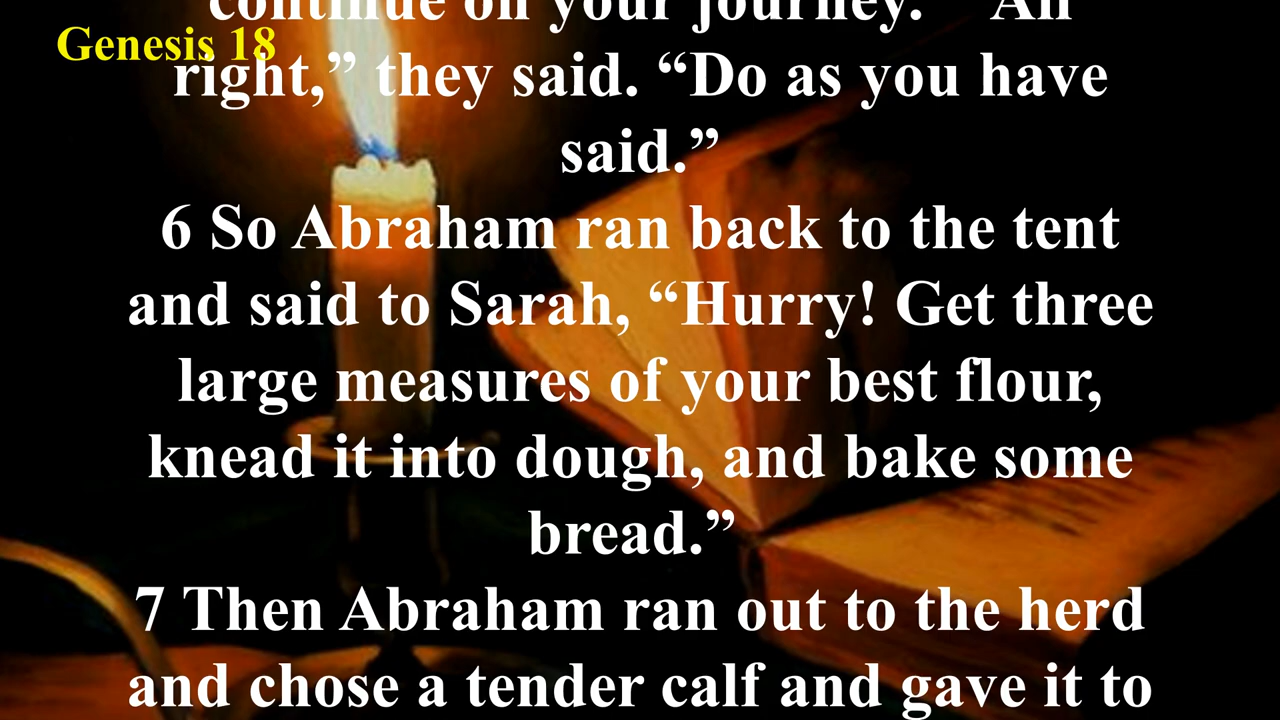 Genesis 18
continue on your journey.” “All
right,” they said. “Do as you have
said.”
6 So Abraham ran back to the tent
and said to Sarah, “Hurry! Get three
large measures of your best flour,
knead it into dough, and bake some
bread.”
7 Then Abraham ran out to the herd
and chose a tender calf and gave it to